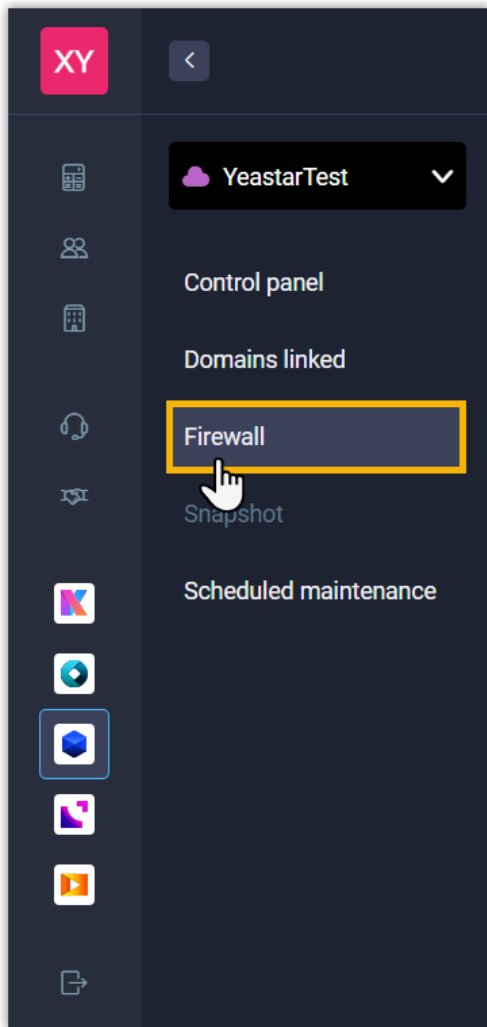 XY
YeastarTest
Control panel
Domains linked
Firewall
Snapshot
Scheduled maintenance